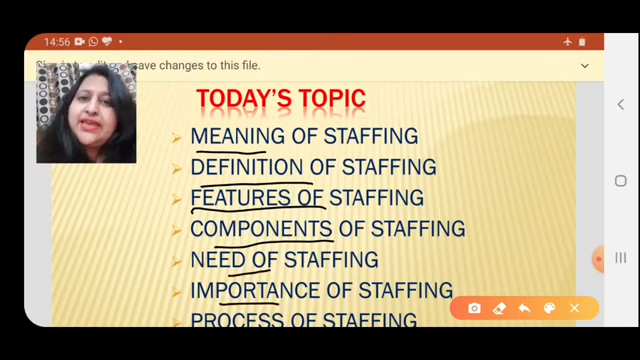 14:56
ave changes to this file.
TODAY'S TOPIC
MEANING OF STAFFING
DEFINITION OF STAFFING
FEATURES OF STAFFING
COMPONENTS OF STAFFING
NEED OF STAFFING
IMPORTANCE OF STAFFING
PROCESS OF STAFFING